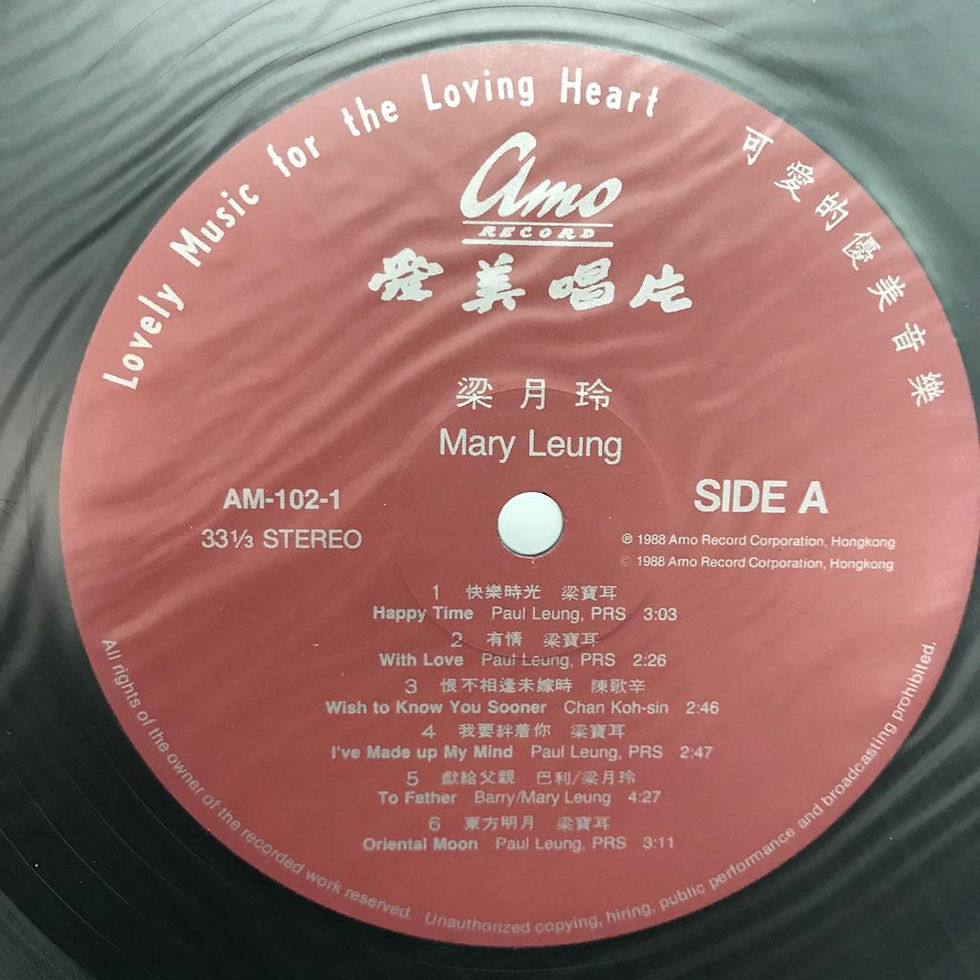 Lovely Music for the Loving Heart
可愛的優美音樂
Amo
RECORD
愛美唱片
梁月玲
Mary Leung
AM-102-1
33⅓ STEREO
SIDE A
℗ 1988 Amo Record Corporation, Hongkong
© 1988 Amo Record Corporation, Hongkong
1 快樂時光 梁寶耳
Happy Time Paul Leung, PRS 3:03
2 有情 梁寶耳
With Love Paul Leung, PRS 2:26
3 恨不相逢未嫁時 陳歌辛
Wish to Know You Sooner Chan Koh-sin 2:46
4 我要絆着你 梁寶耳
I've Made up My Mind Paul Leung, PRS 2:47
5 獻給父親 巴利/梁月玲
To Father Barry/Mary Leung 4:27
6 東方明月 梁寶耳
Oriental Moon Paul Leung, PRS 3:11
All rights of the owner of the recorded work reserved. Unauthorized copying, hiring, public performance and broadcasting prohibited.